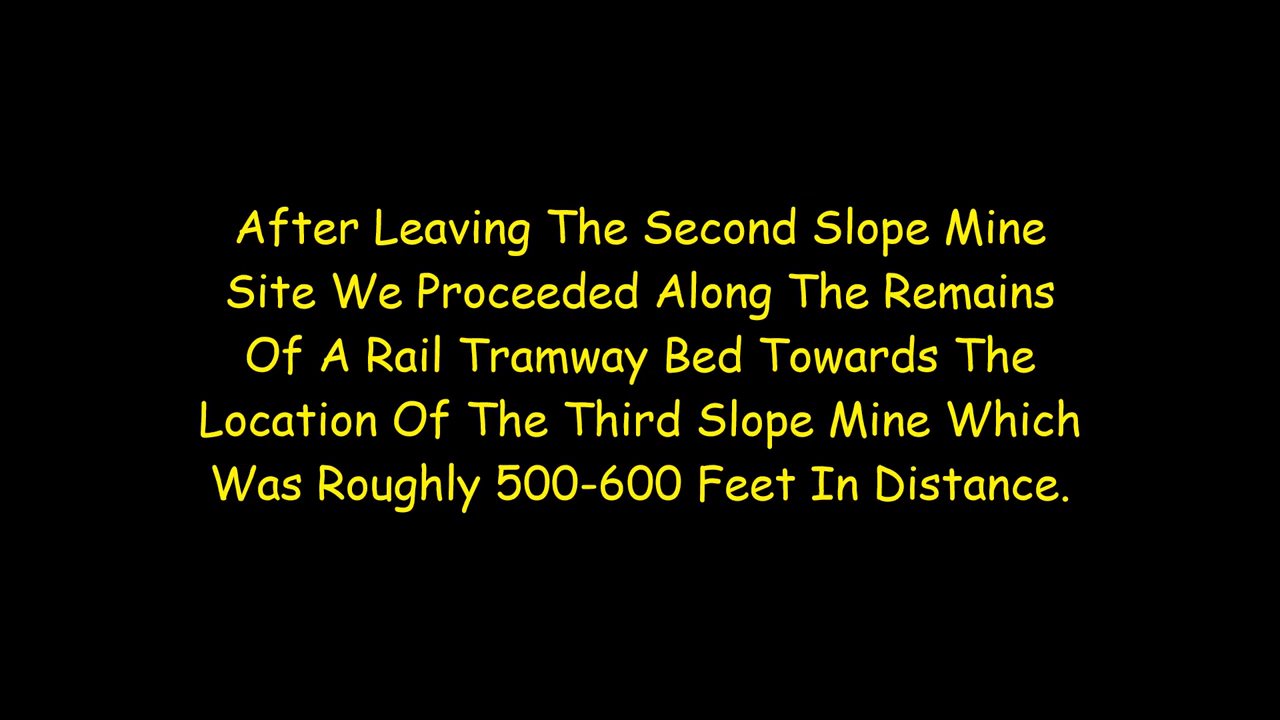 After Leaving The Second Slope Mine
Site We Proceeded Along The Remains
Of A Rail Tramway Bed Towards The
Location Of The Third Slope Mine Which
Was Roughly 500-600 Feet In Distance.